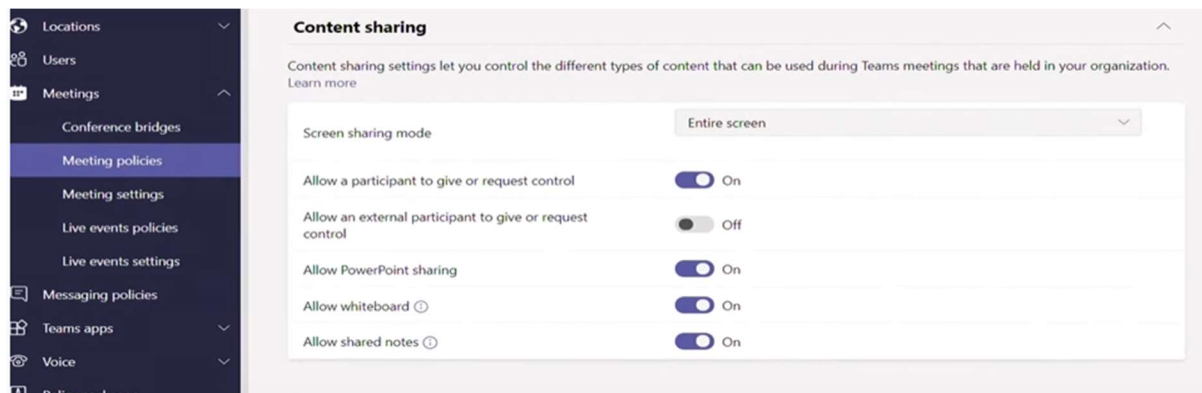 Locations
Users
Meetings
Conference bridges
Meeting policies
Meeting settings
Live events policies
Live events settings
Messaging policies
Teams apps
Voice
Content sharing
Content sharing settings let you control the different types of content that can be used during Teams meetings that are held in your organization.
Learn more
Screen sharing mode
Entire screen
Allow a participant to give or request control
On
Allow an external participant to give or request
control
Off
Allow PowerPoint sharing
On
Allow whiteboard
On
Allow shared notes
On